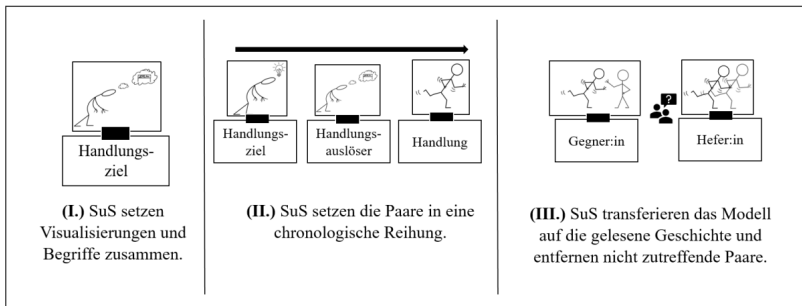 Handlungs-
ziel
(I.) SuS setzen
Visualisierungen und
Begriffe zusammen.
Handlungs-
ziel
Handlungs-
auslöser
Handlung
(II.) SuS setzen die Paare in eine
chronologische Reihung.
?
Gegner:in
Hefer:in
(III.) SuS transferieren das Modell
auf die gelesene Geschichte und
entfernen nicht zutreffende Paare.